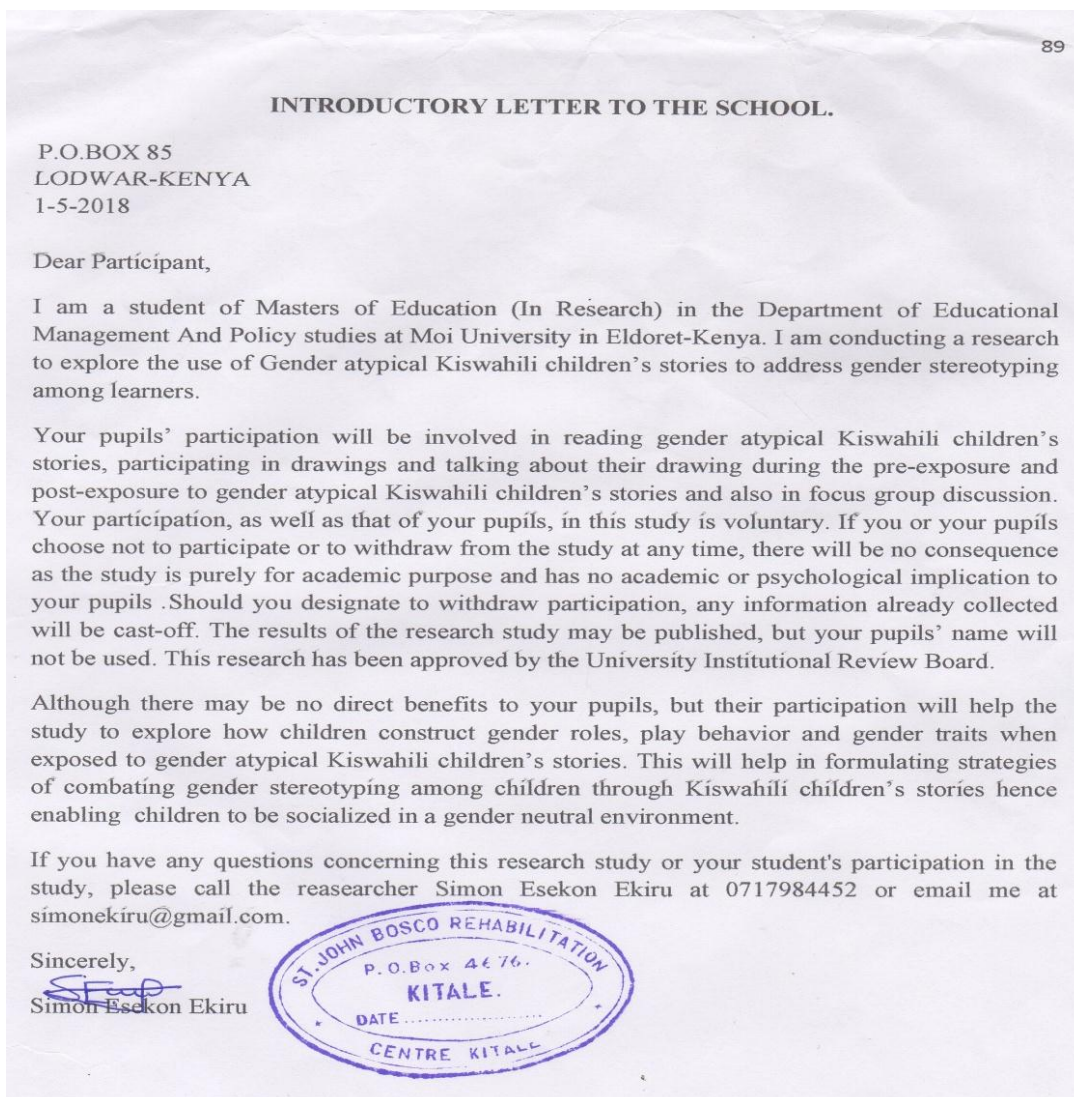 89
INTRODUCTORY LETTER TO THE SCHOOL.
P.O.BOX 85
LODWAR-KENYA
1-5-2018
Dear Participant,
I am a student of Masters of Education (In Research) in the Department of Educational
Management And Policy studies at Moi University in Eldoret-Kenya. I am conducting a research
to explore the use of Gender atypical Kiswahili children's stories to address gender stereotyping
among learners.
Your pupils' participation will be involved in reading gender atypical Kiswahili children's
stories, participating in drawings and talking about their drawing during the pre-exposure and
post-exposure to gender atypical Kiswahili children's stories and also in focus group discussion.
Your participation, as well as that of your pupils, in this study is voluntary. If you or your pupils
choose not to participate or to withdraw from the study at any time, there will be no consequence
as the study is purely for academic purpose and has no academic or psychological implication to
your pupils .Should you designate to withdraw participation, any information already collected
will be cast-off. The results of the research study may be published, but your pupils' name will
not be used. This research has been approved by the University Institutional Review Board.
Although there may be no direct benefits to your pupils, but their participation will help the
study to explore how children construct gender roles, play behavior and gender traits when
exposed to gender atypical Kiswahili children's stories. This will help in formulating strategies
of combating gender stereotyping among children through Kiswahili children's stories hence
enabling children to be socialized in a gender neutral environment.
If you have any questions concerning this research study or your student's participation in the
study, please call the reasearcher Simon Esekon Ekiru at 0717984452 or email me at
simonekiru@gmail.com.
Sincerely,
Simon Esekon Ekiru
ST. JOHN BOSCO REHABILITATION
P.O.Box
KITALE.
DATE......................
CENTRE KITALE